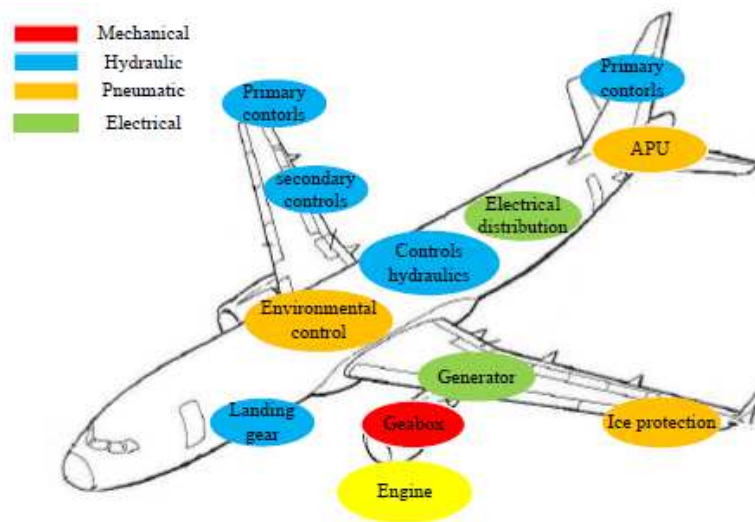 Mechanical
Hydraulic
Pneumatic
Electrical
Primary
contorls
Primary
contorls
APU
secondary
controls
Electrical
distribution
Controls
hydraulics
Environmental
control
Generator
Landing
gear
Geabox
Ice protection
Engine